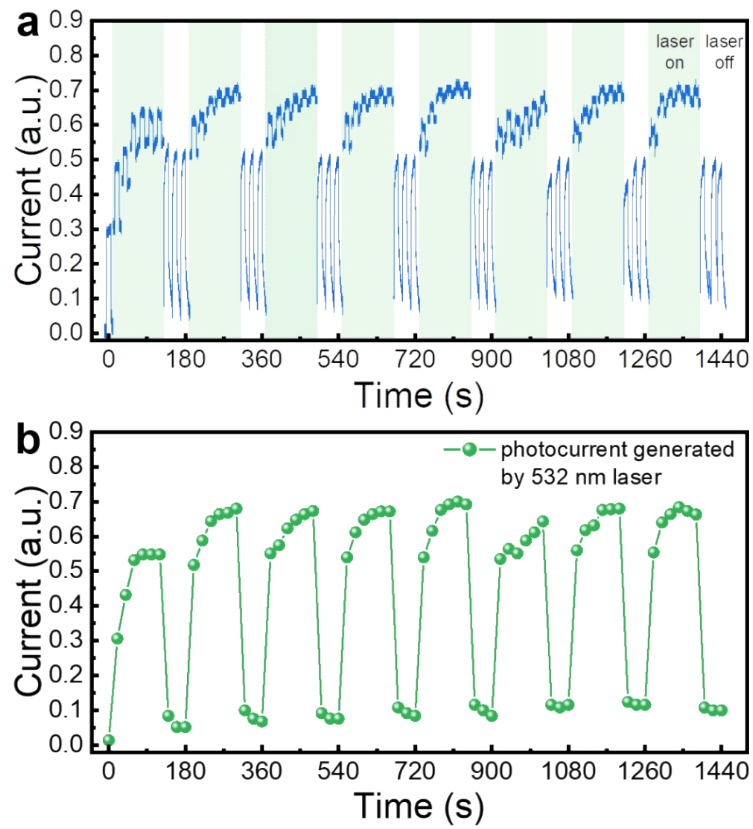 a
Current (a.u.)
0.9
0.8
0.7
0.6
0.5
0.4
0.3
0.2
0.1
0.0
laser on
laser off
0 180 360 540 720 900 1080 1260 1440
Time (s)
b
Current (a.u.)
0.9
0.8
0.7
0.6
0.5
0.4
0.3
0.2
0.1
0.0
photocurrent generated
by 532 nm laser
0 180 360 540 720 900 1080 1260 1440
Time (s)